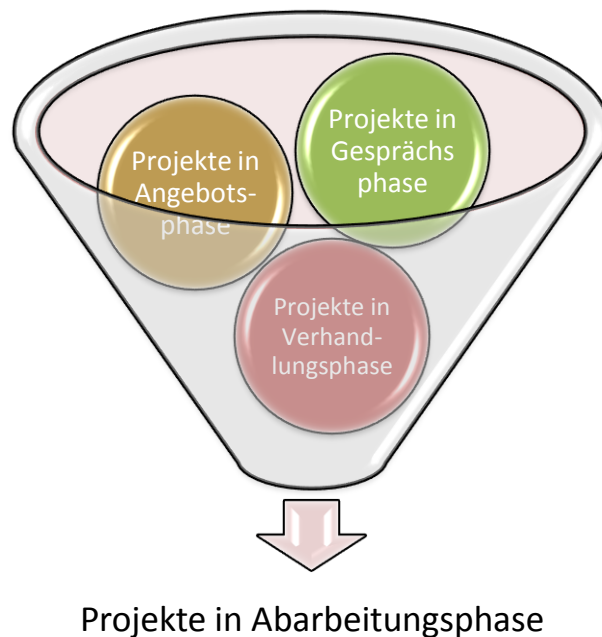 Projekte in
Angebots-
phase
Projekte in
Gesprächs
phase
Projekte in
Verhand-
lungsphase
Projekte in Abarbeitungsphase